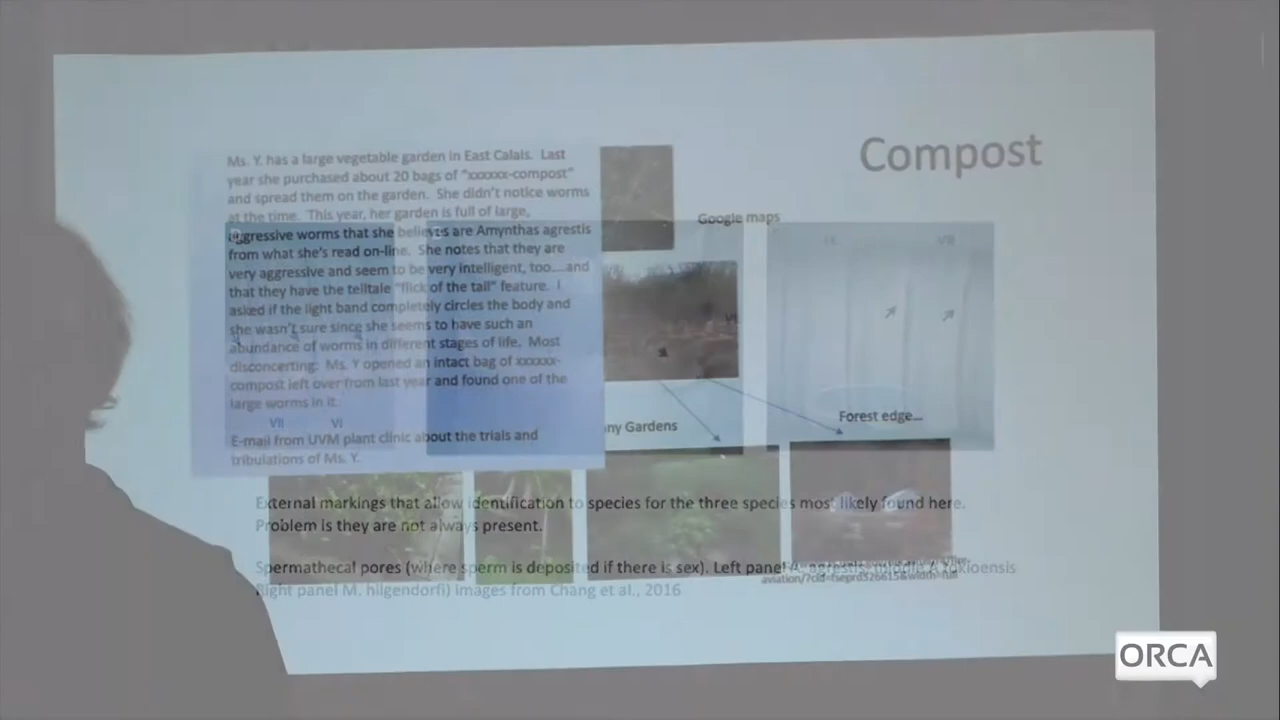 Compost
Ms. Y. has a large vegetable garden in East Calais. Last
year she purchased about 20 bags of "xxxxxx-compost"
and spread them on the garden. She didn't notice worms
at the time. This year, her garden is full of large,
aggressive worms that she believes are Amynthas agrestis
from what she's read on-line. She notes that they are
very aggressive and seem to be very intelligent, too....and
that they have the telltale "flick of the tail" feature. I
asked if the light band completely circles the body and
she wasn't sure since she seems to have such an
abundance of worms in different stages of life. Most
disconcerting: Ms. Y opened an intact bag of xxxxxx-
compost left over from last year and found one of the
large worms in it.
VII VI
E-mail from UVM plant clinic about the trials and
tribulations of Ms. Y.
Google maps
VIII
ny Gardens
Forest edge...
External markings that allow identification to species for the three species most likely found here.
Problem is they are not always present.
Spermathecal pores (where sperm is deposited if there is sex). Left panel
Right panel M. hilgendorfi) Images from Chang et al., 2016
ORCA